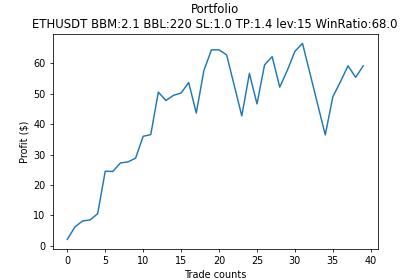 Portfolio
ETHUSDT BBM:2.1 BBL:220 SL:1.0 TP:1.4 lev:15 WinRatio:68.0
Profit ($)
60
50
40
30
20
10
0
0 5 10 15 20 25 30 35 40
Trade counts